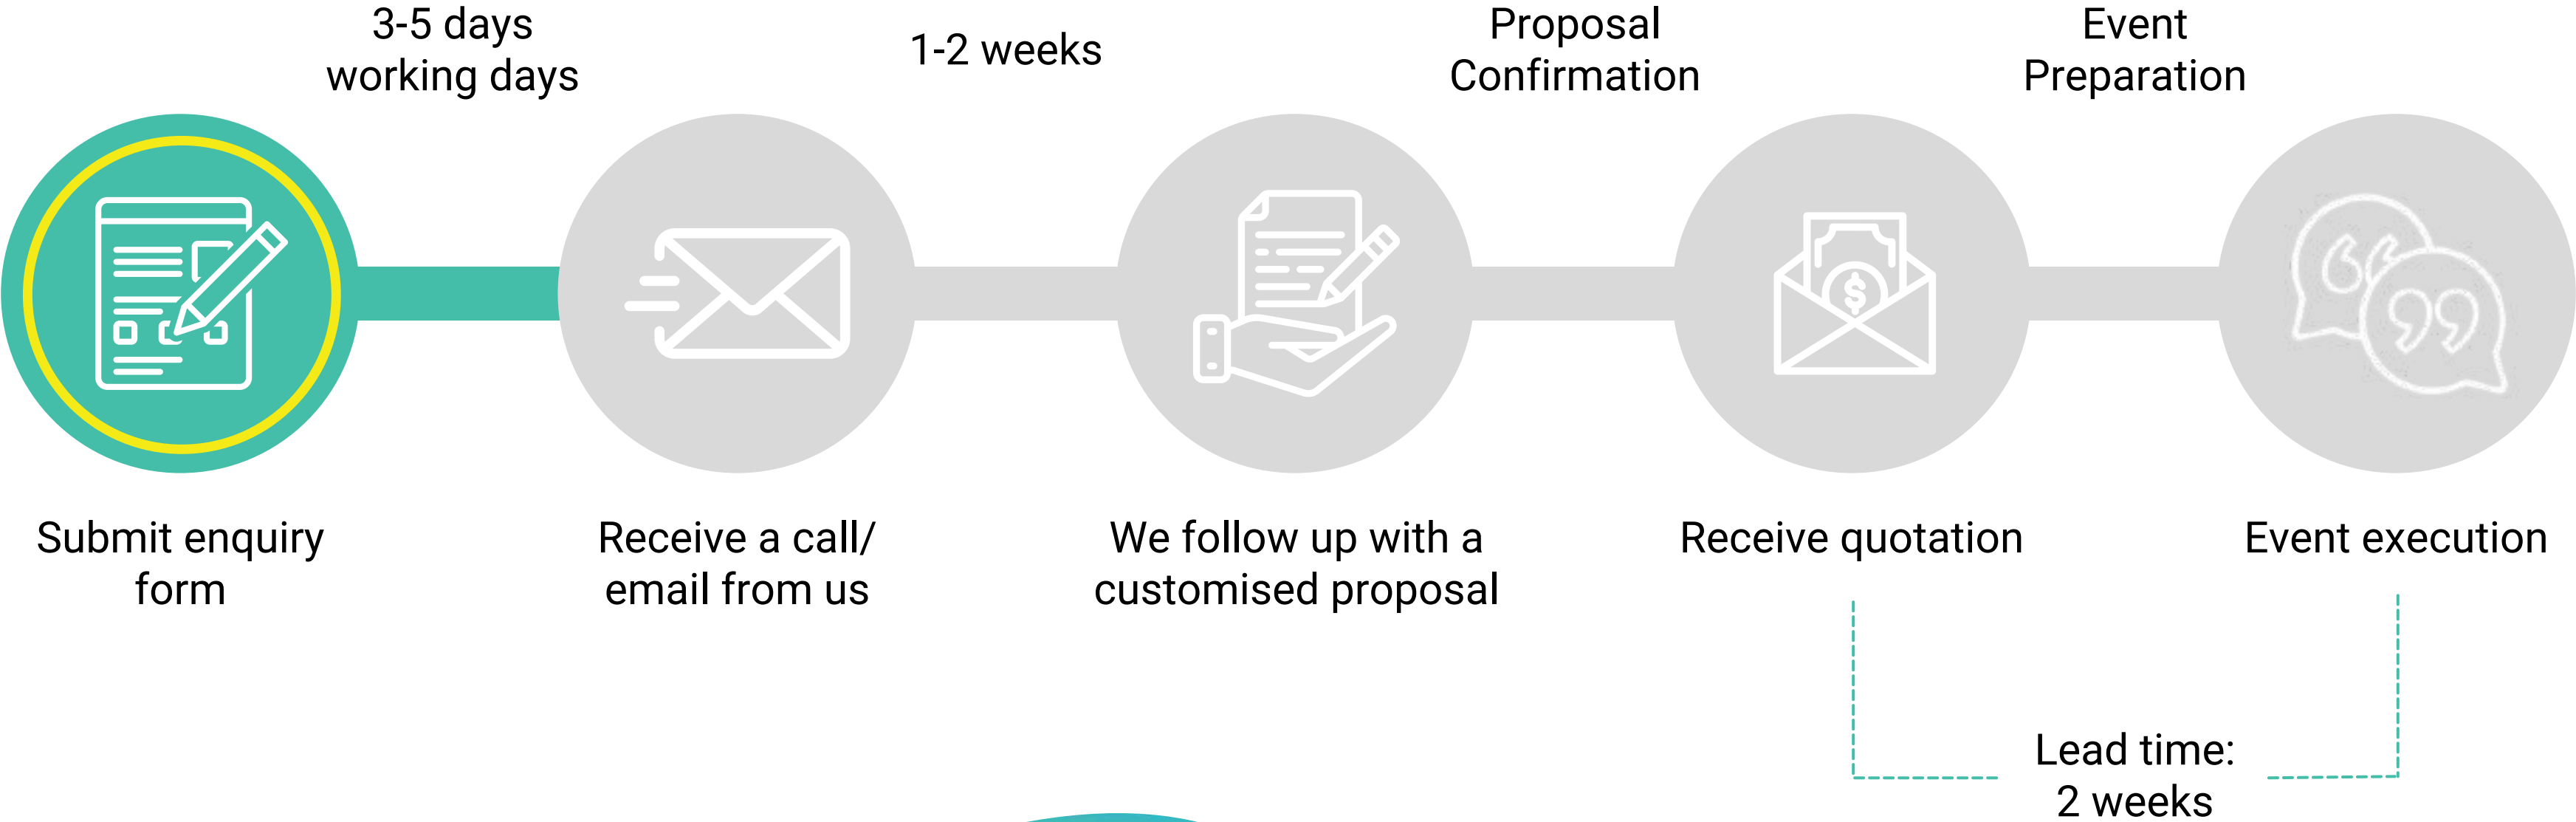 3-5 days
working days
1-2 weeks
Proposal
Confirmation
Event
Preparation
Submit enquiry
form
Receive a call/
email from us
We follow up with a
customised proposal
Receive quotation
Event execution
Lead time:
2 weeks